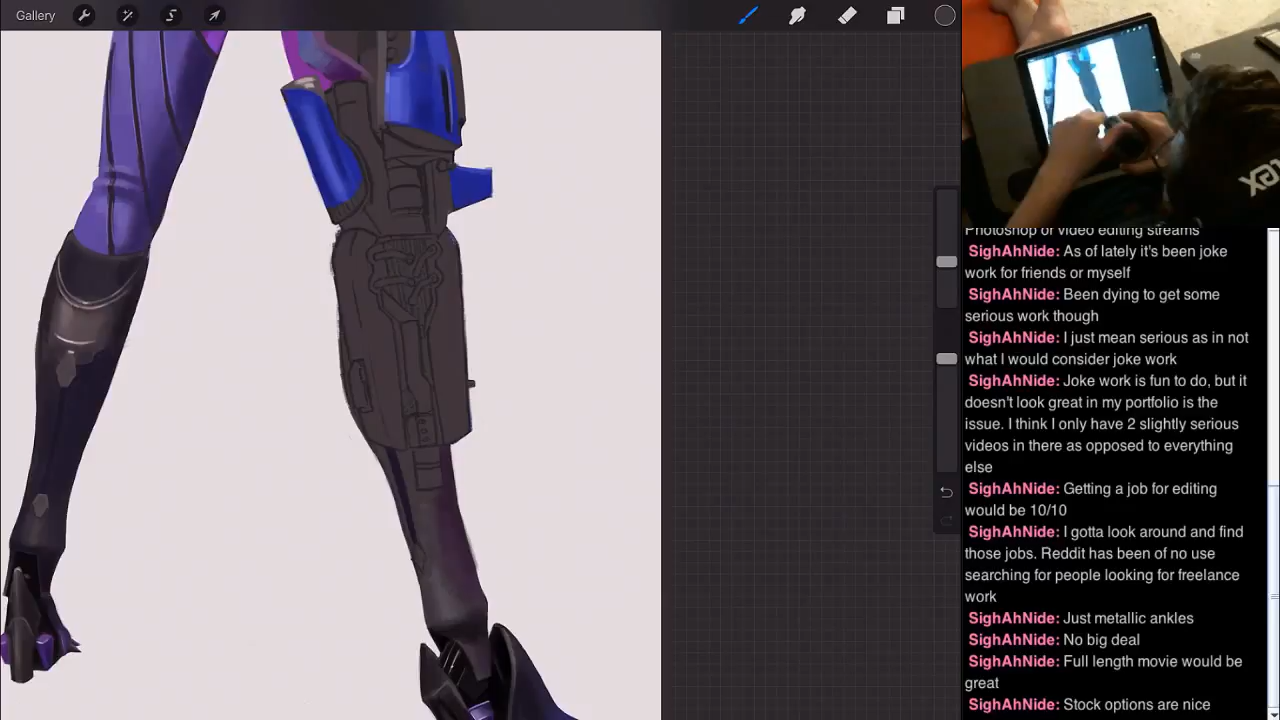 Gallery
Photoshop or video editing streams
SighAhNide: As of lately it's been joke
work for friends or myself
SighAhNide: Been dying to get some
serious work though
SighAhNide: I just mean serious as in not
what I would consider joke work
SighAhNide: Joke work is fun to do, but it
doesn't look great in my portfolio is the
issue. I think I only have 2 slightly serious
videos in there as opposed to everything
else
SighAhNide: Getting a job for editing
would be 10/10
SighAhNide: I gotta look around and find
those jobs. Reddit has been of no use
searching for people looking for freelance
work
SighAhNide: Just metallic ankles
SighAhNide: No big deal
SighAhNide: Full length movie would be
great
SighAhNide: Stock options are nice